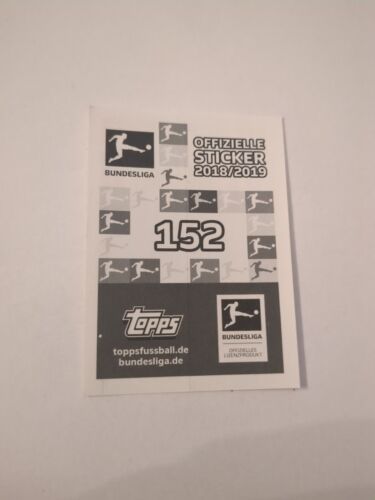 BUNDESLIGA
OFFIZIELLE
STICKER
2018/2019
152
TOPPS
toppsfussball.de
bundesliga.de
BUNDESLIGA
OFFIZIELLES
LIZENZPRODUKT